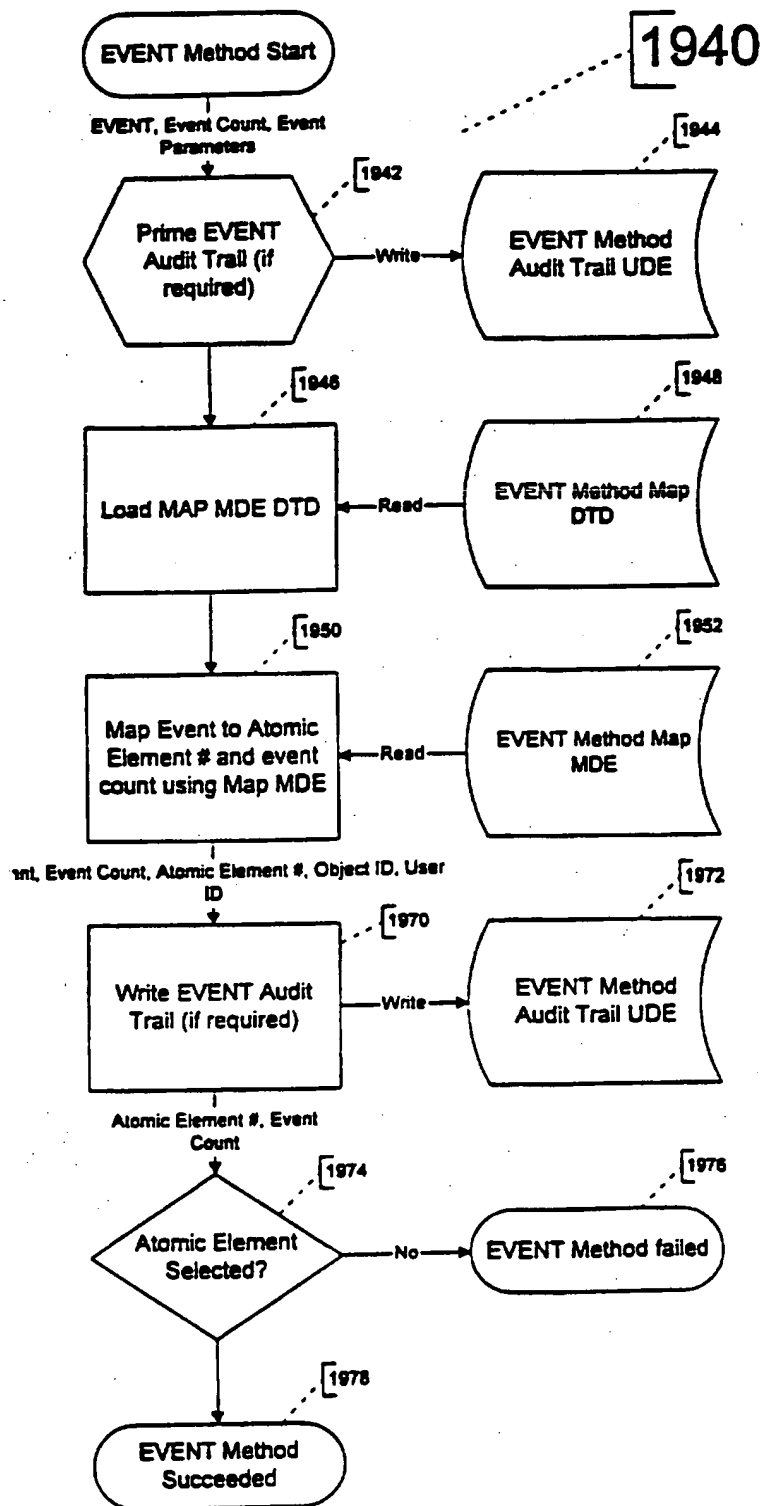 EVENT Method Start
1940
EVENT, Event Count, Event
Parameters
1942
1944
Prime EVENT
Audit Trail (if
required)
Write
EVENT Method
Audit Trail UDE
1946
1948
Load MAP MDE DTD
Read
EVENT Method Map
DTD
1950
1952
Map Event to Atomic
Element # and event
count using Map MDE
Read
EVENT Method Map
MDE
nt, Event Count, Atomic Element #, Object ID, User
ID
1970
1972
Write EVENT Audit
Trail (if required)
Write
EVENT Method
Audit Trail UDE
Atomic Element #, Event
Count
1974
1976
Atomic Element
Selected?
No
EVENT Method failed
1978
EVENT Method
Succeeded